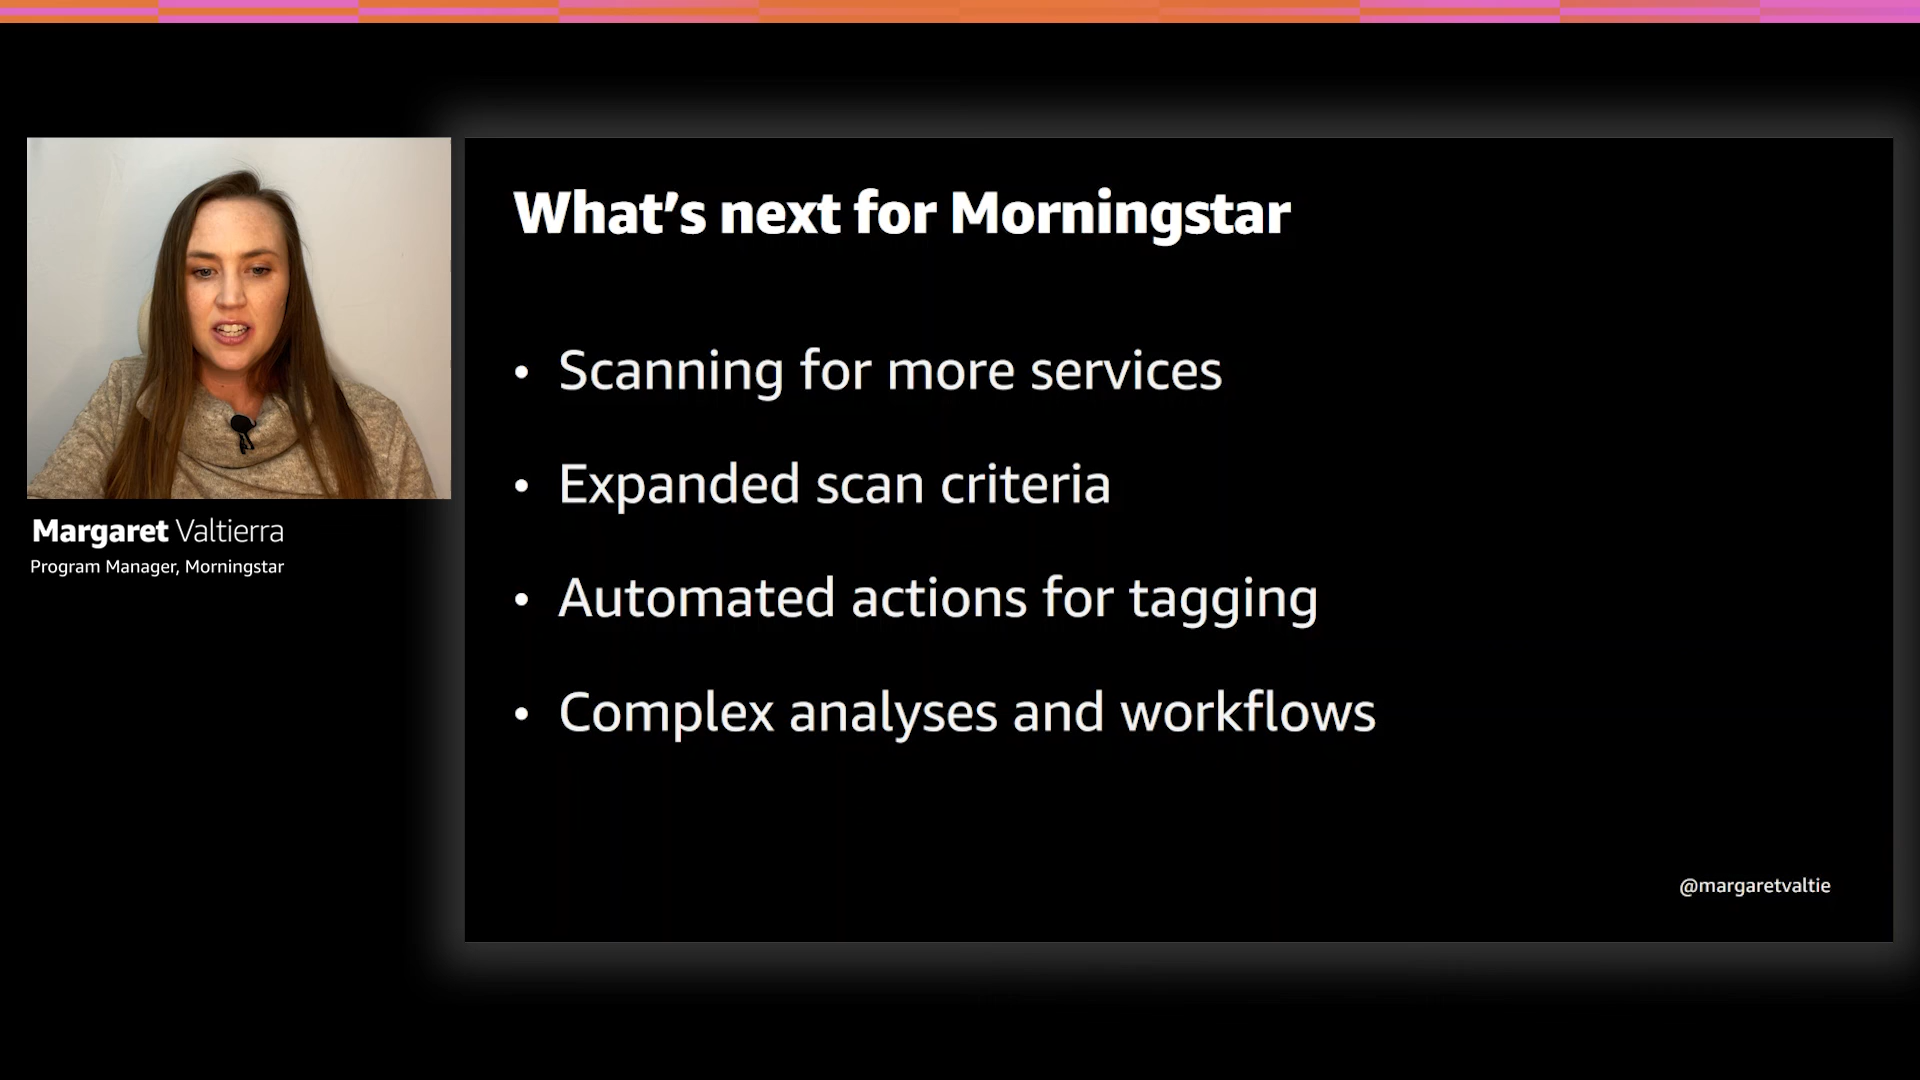 What's next for Morningstar
• Scanning for more services
• Expanded scan criteria
• Automated actions for tagging
• Complex analyses and workflows
@margaretvaltie
Margaret Valtierra
Program Manager, Morningstar